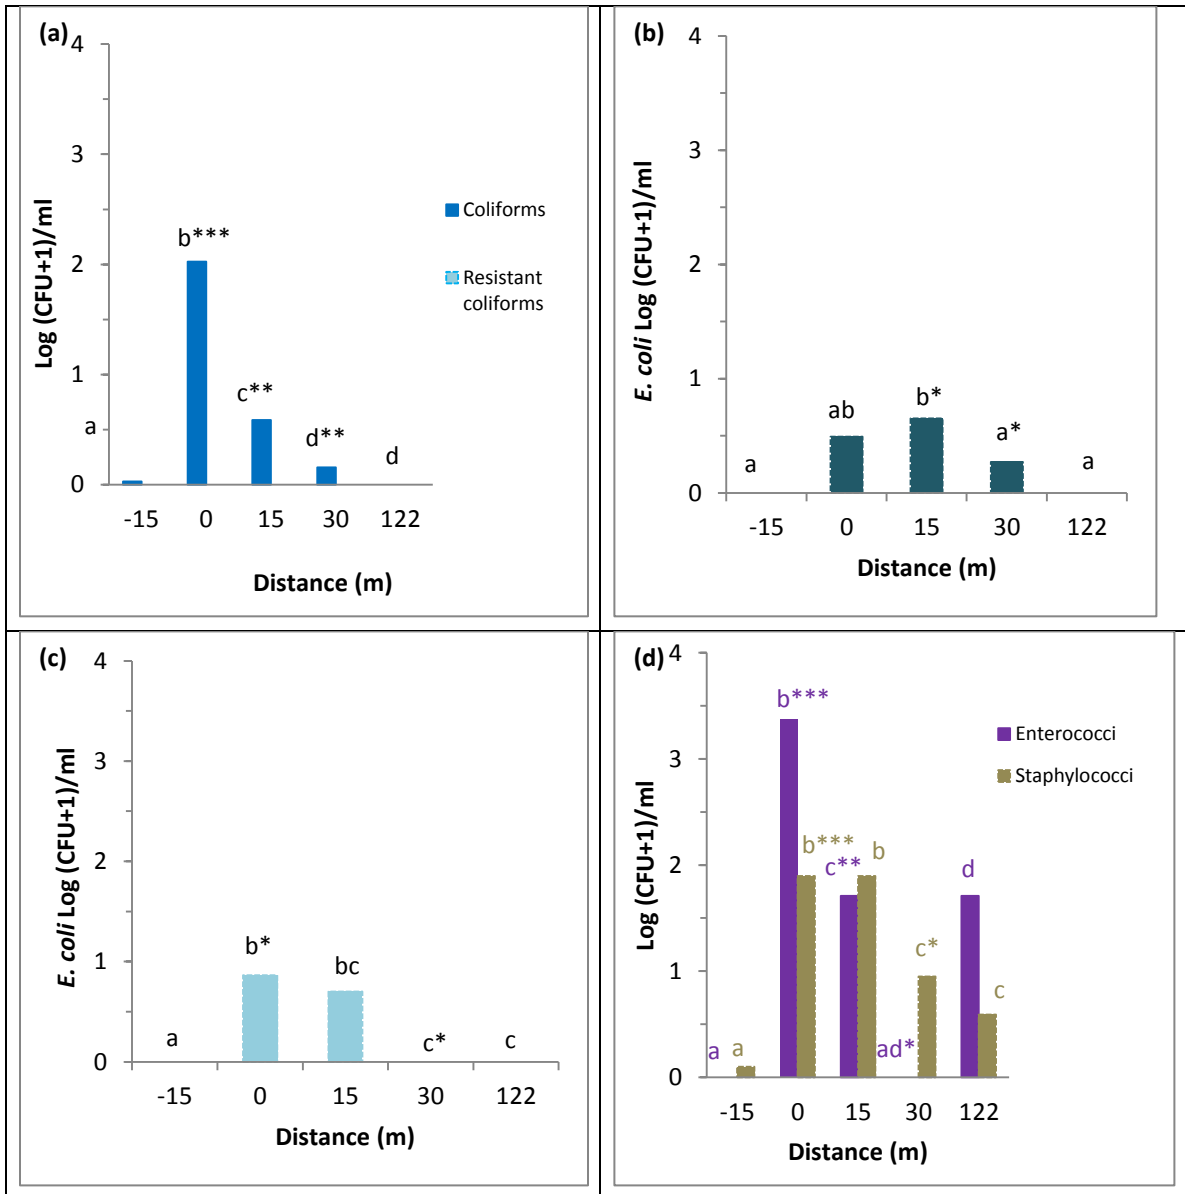 (a)
4
3
2
1
0
Log (CFU+1)/ml
a
b***
c**
d**
d
-15 0 15 30 122
Distance (m)
Coliforms
Resistant
coliforms
(b)
4
3
2
1
0
E. coli Log (CFU+1)/ml
a
ab
b*
a*
a
-15 0 15 30 122
Distance (m)
(c)
4
3
2
1
0
E. coli Log (CFU+1)/ml
a
b*
bc
c*
c
-15 0 15 30 122
Distance (m)
(d)
4
3
2
1
0
Log (CFU+1)/ml
a
a
b***
b***
c**
b
ad*
c*
d
c
-15 0 15 30 122
Distance (m)
Enterococci
Staphylococci